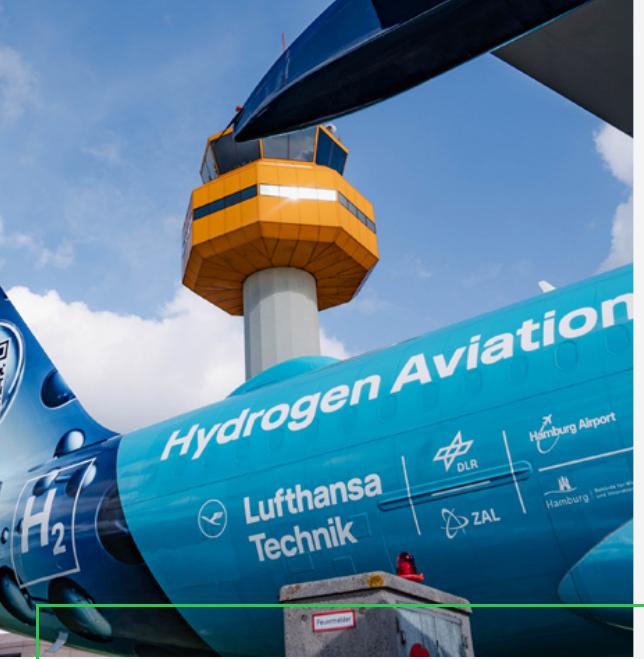 Hydrogen Aviation
Lufthansa
Technik
DLR
ZAL
Hamburg Airport
Hamburg
H2
Feuermelder